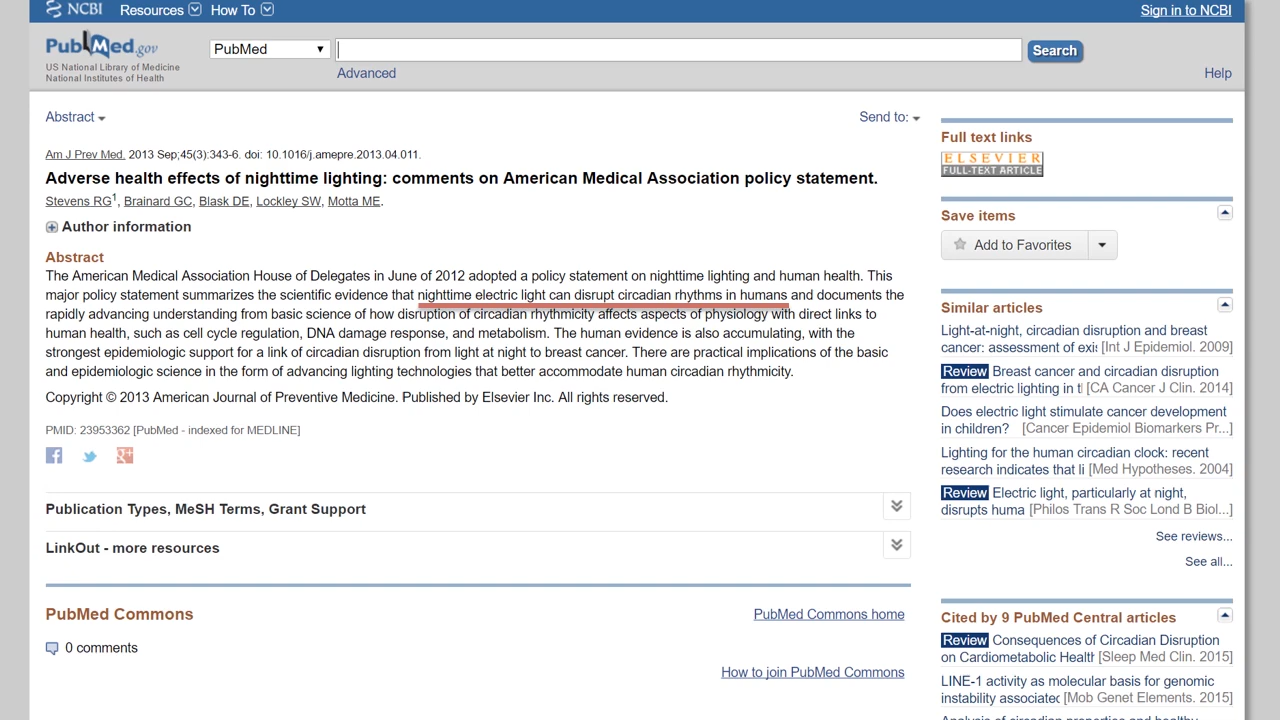 NCBI Resources How To Sign in to NCBI
PubMed.gov
US National Library of Medicine
National Institutes of Health
PubMed
Search
Advanced
Help
Abstract
Send to:
Am J Prev Med. 2013 Sep;45(3):343-6. doi: 10.1016/j.amepre.2013.04.011.
Adverse health effects of nighttime lighting: comments on American Medical Association policy statement.
Stevens RG1, Brainard GC, Blask DE, Lockley SW, Motta ME.
Author information
Abstract
The American Medical Association House of Delegates in June of 2012 adopted a policy statement on nighttime lighting and human health. This
major policy statement summarizes the scientific evidence that nighttime electric light can disrupt circadian rhythms in humans and documents the
rapidly advancing understanding from basic science of how disruption of circadian rhythmicity affects aspects of physiology with direct links to
human health, such as cell cycle regulation, DNA damage response, and metabolism. The human evidence is also accumulating, with the
strongest epidemiologic support for a link of circadian disruption from light at night to breast cancer. There are practical implications of the basic
and epidemiologic science in the form of advancing lighting technologies that better accommodate human circadian rhythmicity.
Copyright © 2013 American Journal of Preventive Medicine. Published by Elsevier Inc. All rights reserved.
PMID: 23953362 [PubMed - indexed for MEDLINE]
Publication Types, MeSH Terms, Grant Support
LinkOut - more resources
PubMed Commons
PubMed Commons home
0 comments
How to join PubMed Commons
Full text links
ELSEVIER
FULL-TEXT ARTICLE
Save items
Add to Favorites
Similar articles
Light-at-night, circadian disruption and breast
cancer: assessment of exi [Int J Epidemiol. 2009]
Review Breast cancer and circadian disruption
from electric lighting in t [CA Cancer J Clin. 2014]
Does electric light stimulate cancer development
in children? [Cancer Epidemiol Biomarkers Pr...]
Lighting for the human circadian clock: recent
research indicates that li [Med Hypotheses. 2004]
Review Electric light, particularly at night,
disrupts huma [Philos Trans R Soc Lond B Biol...]
See reviews...
See all...
Cited by 9 PubMed Central articles
Review Consequences of Circadian Disruption
on Cardiometabolic Health [Sleep Med Clin. 2015]
LINE-1 activity as molecular basis for genomic
instability associated [Mob Genet Elements. 2015]